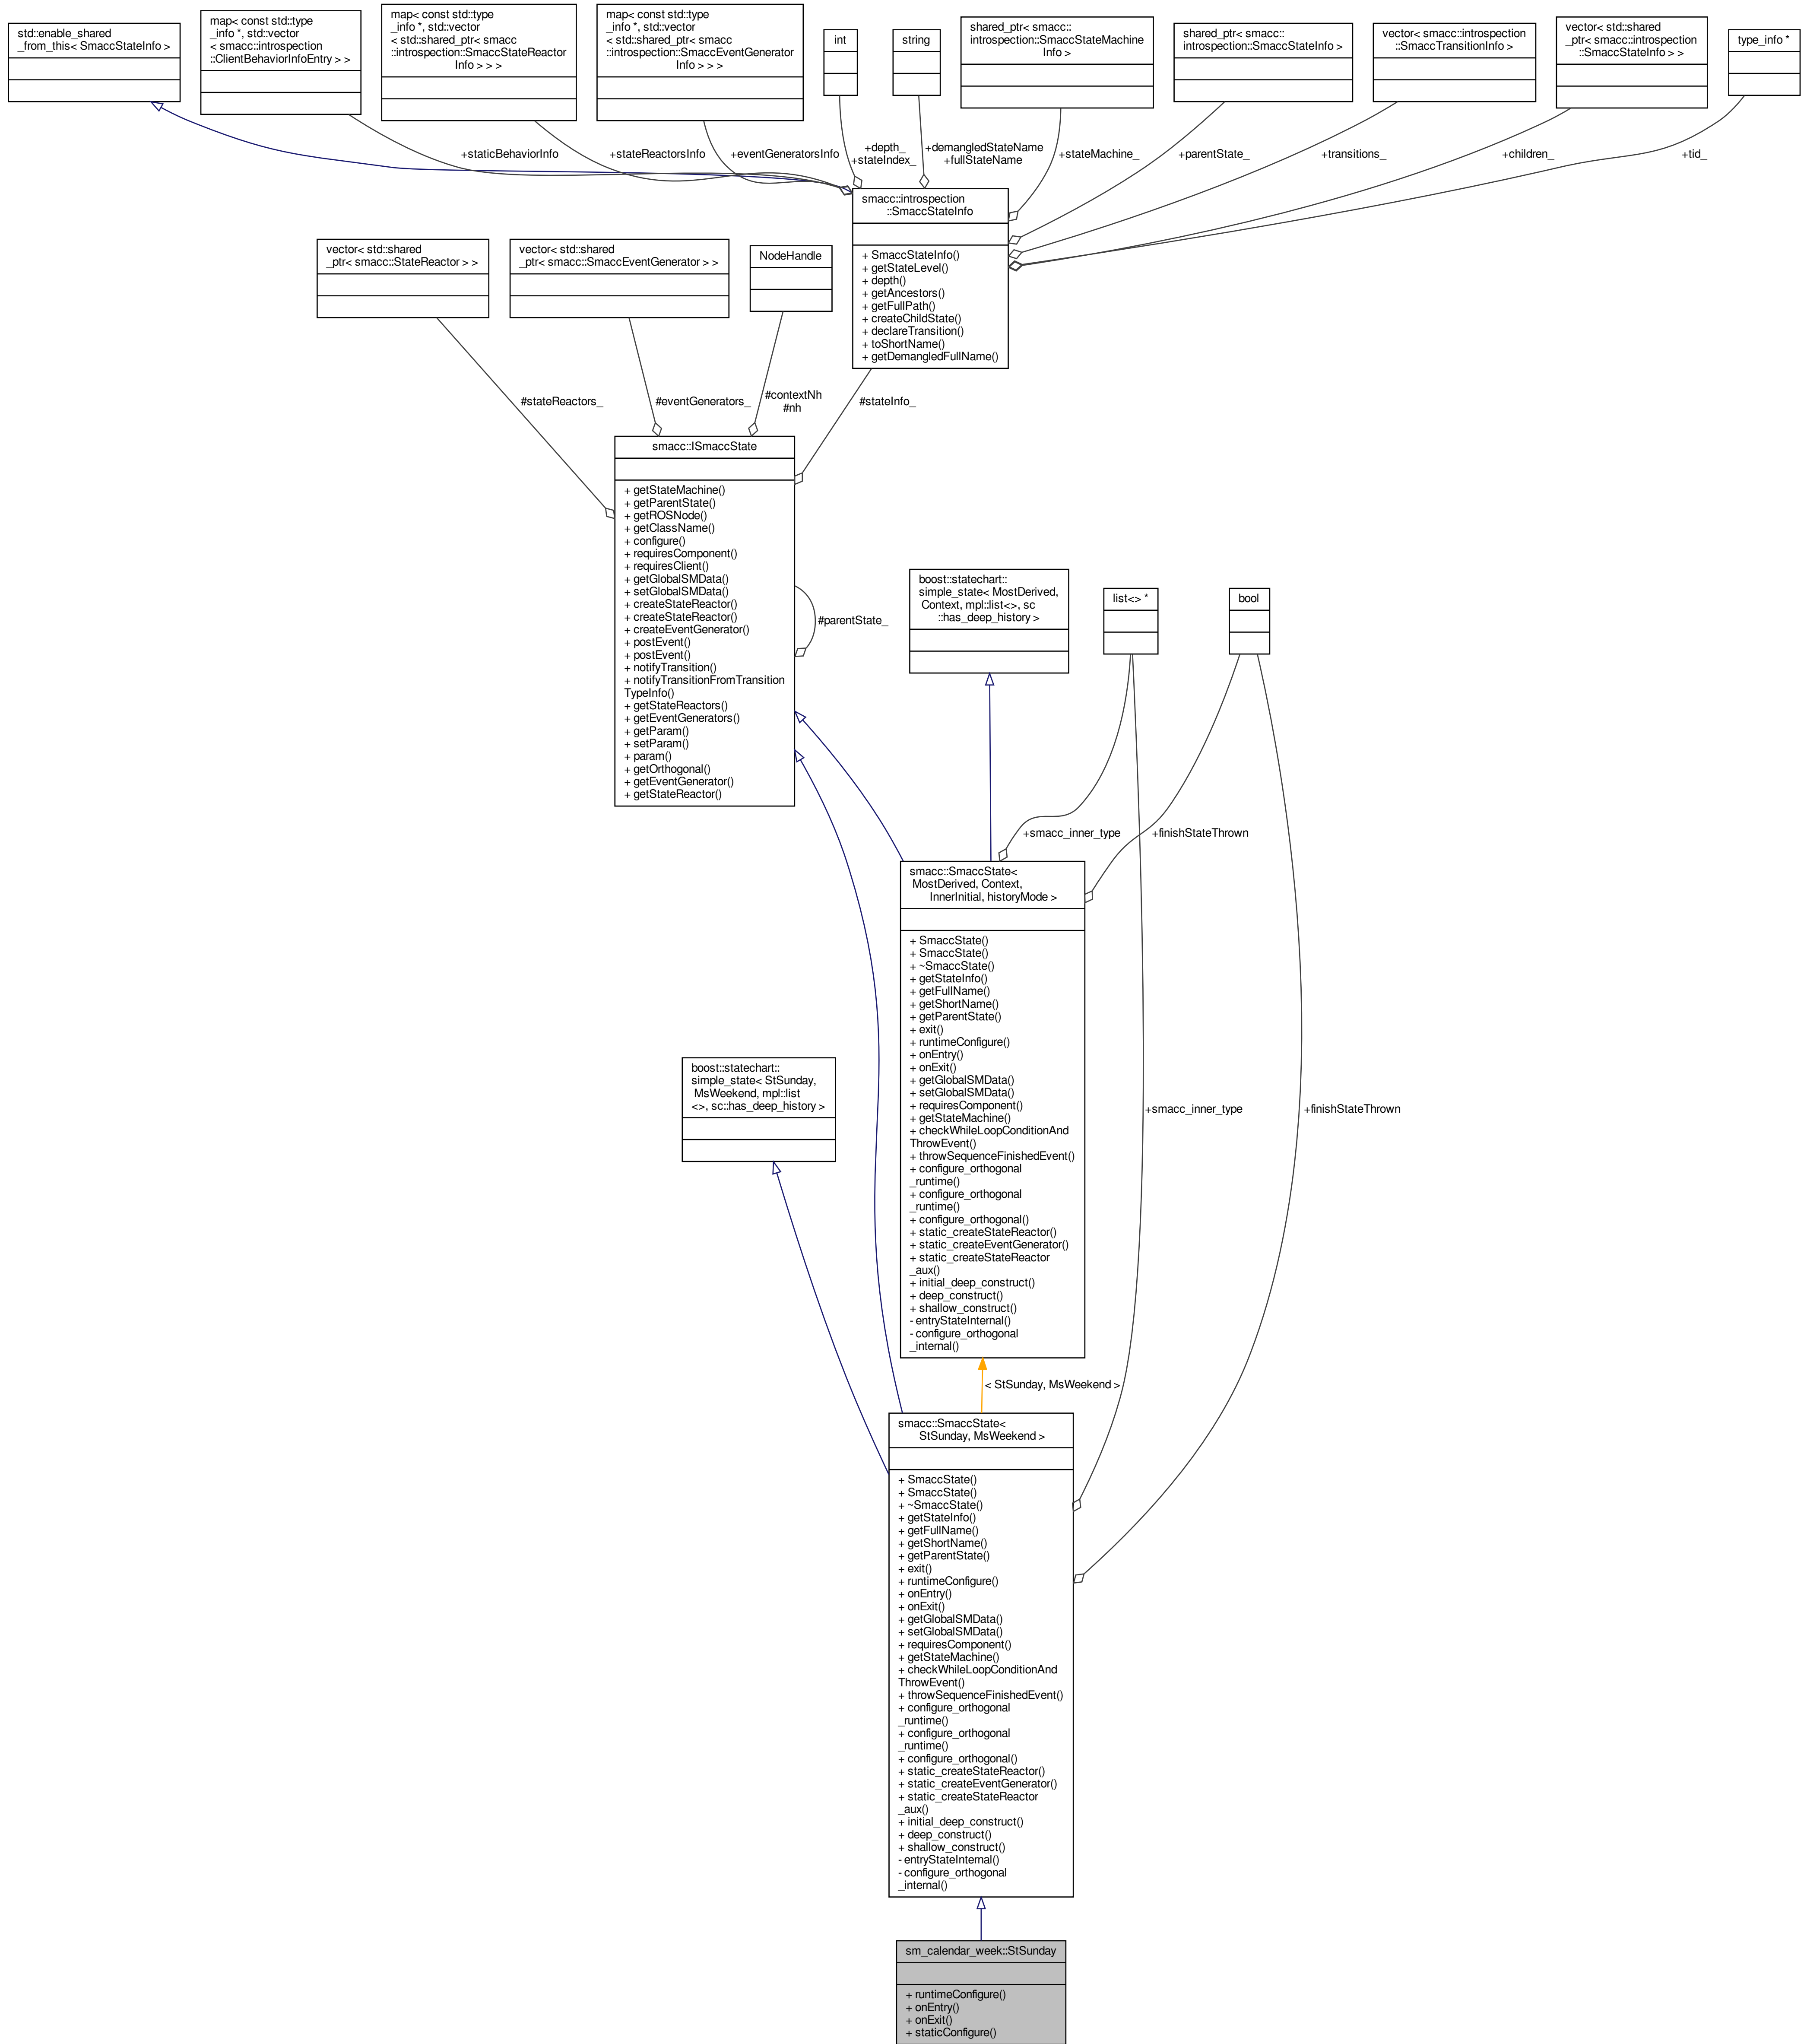 std::enable_shared
_from_this< SmaccStateInfo >
map< const std::type
_info *, std::vector
< smacc::introspection
::ClientBehaviorInfoEntry > >
map< const std::type
_info *, std::vector
< std::shared_ptr< smacc
::introspection::SmaccStateReactor
Info > > >
map< const std::type
_info *, std::vector
< std::shared_ptr< smacc
::introspection::SmaccEventGenerator
Info > > >
int
string
shared_ptr< smacc::
introspection::SmaccStateMachine
Info >
shared_ptr< smacc::
introspection::SmaccStateInfo >
vector< smacc::introspection
::SmaccTransitionInfo >
vector< std::shared
_ptr< smacc::introspection
::SmaccStateInfo > >
type_info *
+staticBehaviorInfo
+stateReactorsInfo
+eventGeneratorsInfo
+depth_
+stateIndex_
+demangledStateName
+fullStateName
+stateMachine_
+parentState_
+transitions_
+children_
+tid_
smacc::introspection
::SmaccStateInfo
+ SmaccStateInfo()
+ getStateLevel()
+ depth()
+ getAncestors()
+ getFullPath()
+ createChildState()
+ declareTransition()
+ toShortName()
+ getDemangledFullName()
vector< std::shared
_ptr< smacc::StateReactor > >
vector< std::shared
_ptr< smacc::SmaccEventGenerator > >
NodeHandle
#stateReactors_
#eventGenerators_
#contextNh
#nh
#stateInfo_
smacc::ISmaccState
+ getStateMachine()
+ getParentState()
+ getROSNode()
+ getClassName()
+ configure()
+ requiresComponent()
+ requiresClient()
+ getGlobalSMData()
+ setGlobalSMData()
+ createStateReactor()
+ createStateReactor()
+ createEventGenerator()
+ postEvent()
+ postEvent()
+ notifyTransition()
+ notifyTransitionFromTransition
TypeInfo()
+ getStateReactors()
+ getEventGenerators()
+ getParam()
+ setParam()
+ param()
+ getOrthogonal()
+ getEventGenerator()
+ getStateReactor()
#parentState_
boost::statechart::
simple_state< MostDerived,
Context, mpl::list<>, sc
::has_deep_history >
list<> *
bool
+smacc_inner_type
+finishStateThrown
smacc::SmaccState<
MostDerived, Context,
InnerInitial, historyMode >
+ SmaccState()
+ SmaccState()
+ ~SmaccState()
+ getStateInfo()
+ getFullName()
+ getShortName()
+ getParentState()
+ exit()
+ runtimeConfigure()
+ onEntry()
+ onExit()
+ getGlobalSMData()
+ setGlobalSMData()
+ requiresComponent()
+ getStateMachine()
+ checkWhileLoopConditionAnd
ThrowEvent()
+ throwSequenceFinishedEvent()
+ configure_orthogonal
_runtime()
+ configure_orthogonal
_runtime()
+ configure_orthogonal()
+ static_createStateReactor()
+ static_createEventGenerator()
+ static_createStateReactor
_aux()
+ initial_deep_construct()
+ deep_construct()
+ shallow_construct()
- entryStateInternal()
- configure_orthogonal
_internal()
boost::statechart::
simple_state< StSunday,
MsWeekend, mpl::list
<>, sc::has_deep_history >
+smacc_inner_type
+finishStateThrown
< StSunday, MsWeekend >
smacc::SmaccState<
StSunday, MsWeekend >
+ SmaccState()
+ SmaccState()
+ ~SmaccState()
+ getStateInfo()
+ getFullName()
+ getShortName()
+ getParentState()
+ exit()
+ runtimeConfigure()
+ onEntry()
+ onExit()
+ getGlobalSMData()
+ setGlobalSMData()
+ requiresComponent()
+ getStateMachine()
+ checkWhileLoopConditionAnd
ThrowEvent()
+ throwSequenceFinishedEvent()
+ configure_orthogonal
_runtime()
+ configure_orthogonal
_runtime()
+ configure_orthogonal()
+ static_createStateReactor()
+ static_createEventGenerator()
+ static_createStateReactor
_aux()
+ initial_deep_construct()
+ deep_construct()
+ shallow_construct()
- entryStateInternal()
- configure_orthogonal
_internal()
sm_calendar_week::StSunday
+ runtimeConfigure()
+ onEntry()
+ onExit()
+ staticConfigure()